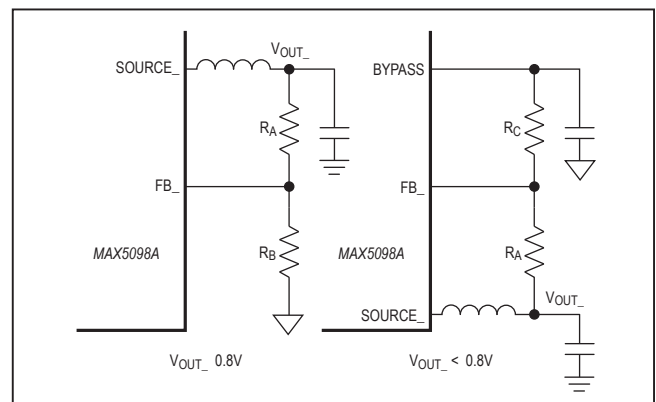 SOURCE_
VOUT_
RA
FB_
RB
MAX5098A
VOUT_ 0.8V
BYPASS
RC
FB_
RA
MAX5098A
VOUT_
SOURCE_
VOUT_ < 0.8V